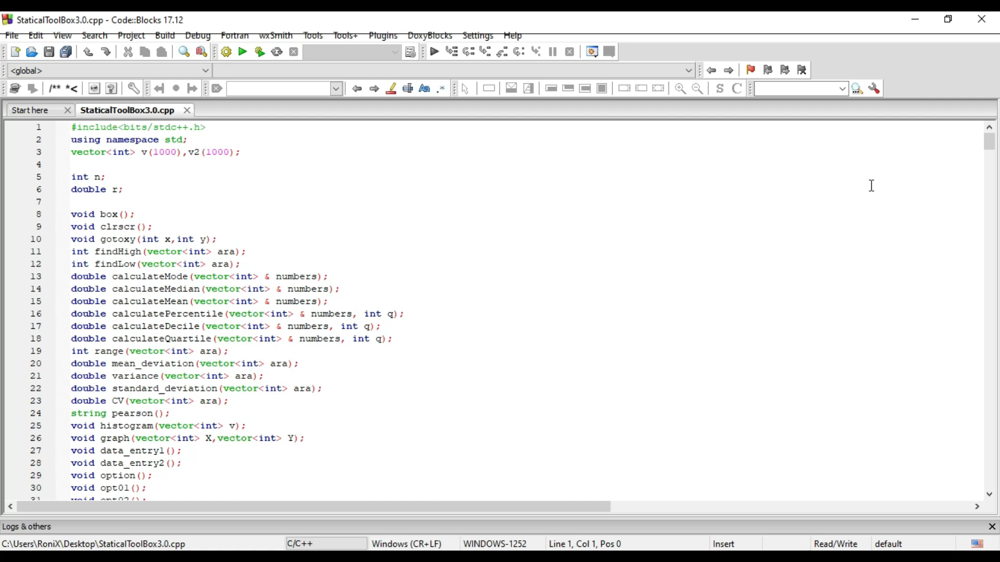 StaticalToolBox3.0.cpp - Code::Blocks 17.12
File Edit View Search Project Build Debug Fortran wxSmith Tools Tools+ Plugins DoxyBlocks Settings Help
<global>
/** *<
S C
Start here StaticalToolBox3.0.cpp
1 #include<bits/stdc++.h>
2 using namespace std;
3 vector<int> v(1000),v2(1000);
4
5 int n;
6 double r;
7
8 void box();
9 void clrscr();
10 void gotoxy(int x,int y);
11 int findHigh(vector<int> ara);
12 int findLow(vector<int> ara);
13 double calculateMode(vector<int> & numbers);
14 double calculateMedian(vector<int> & numbers);
15 double calculateMean(vector<int> & numbers);
16 double calculatePercentile(vector<int> & numbers, int q);
17 double calculateDecile(vector<int> & numbers, int q);
18 double calculateQuartile(vector<int> & numbers, int q);
19 int range(vector<int> ara);
20 double mean_deviation(vector<int> ara);
21 double variance(vector<int> ara);
22 double standard_deviation(vector<int> ara);
23 double CV(vector<int> ara);
24 string pearson();
25 void histogram(vector<int> v);
26 void graph(vector<int> X,vector<int> Y);
27 void data_entry1();
28 void data_entry2();
29 void option();
30 void opt01();
31 void opt02();
Logs & others
C:\Users\RoniX\Desktop\StaticalToolBox3.0.cpp C/C++ Windows (CR+LF) WINDOWS-1252 Line 1, Col 1, Pos 0 Insert Read/Write default